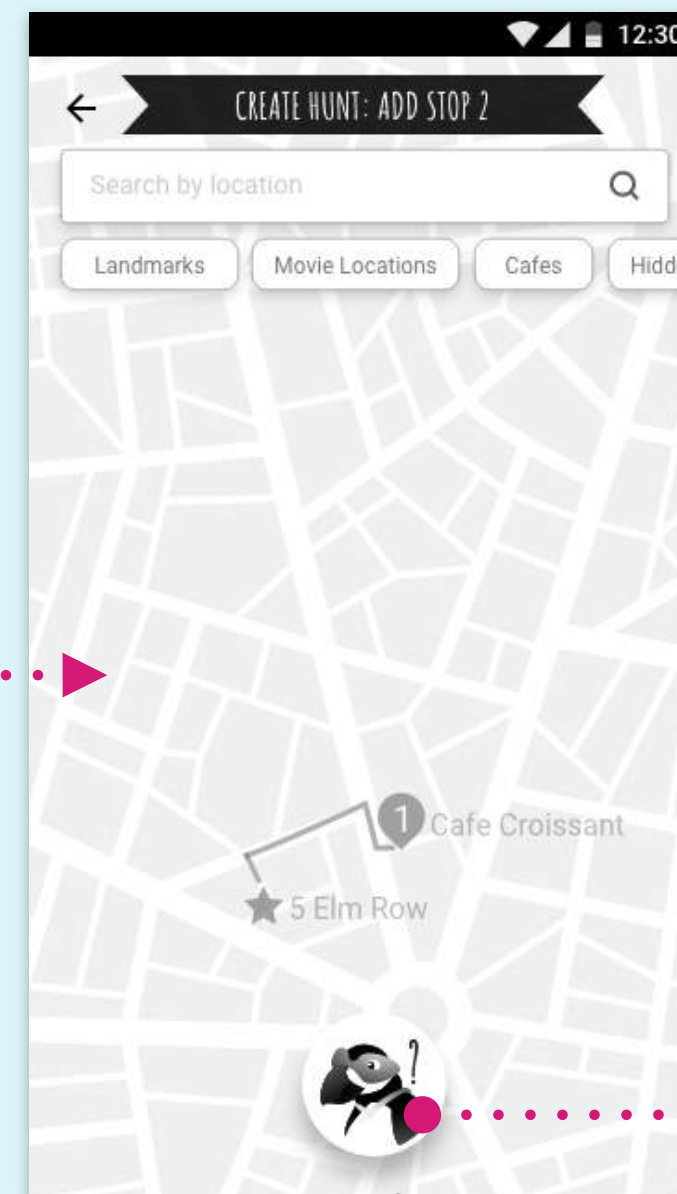 12:30
CREATE HUNT: ADD STOP 2
Search by location
Landmarks Movie Locations Cafes
1 Cafe Croissant
5 Elm Row
?